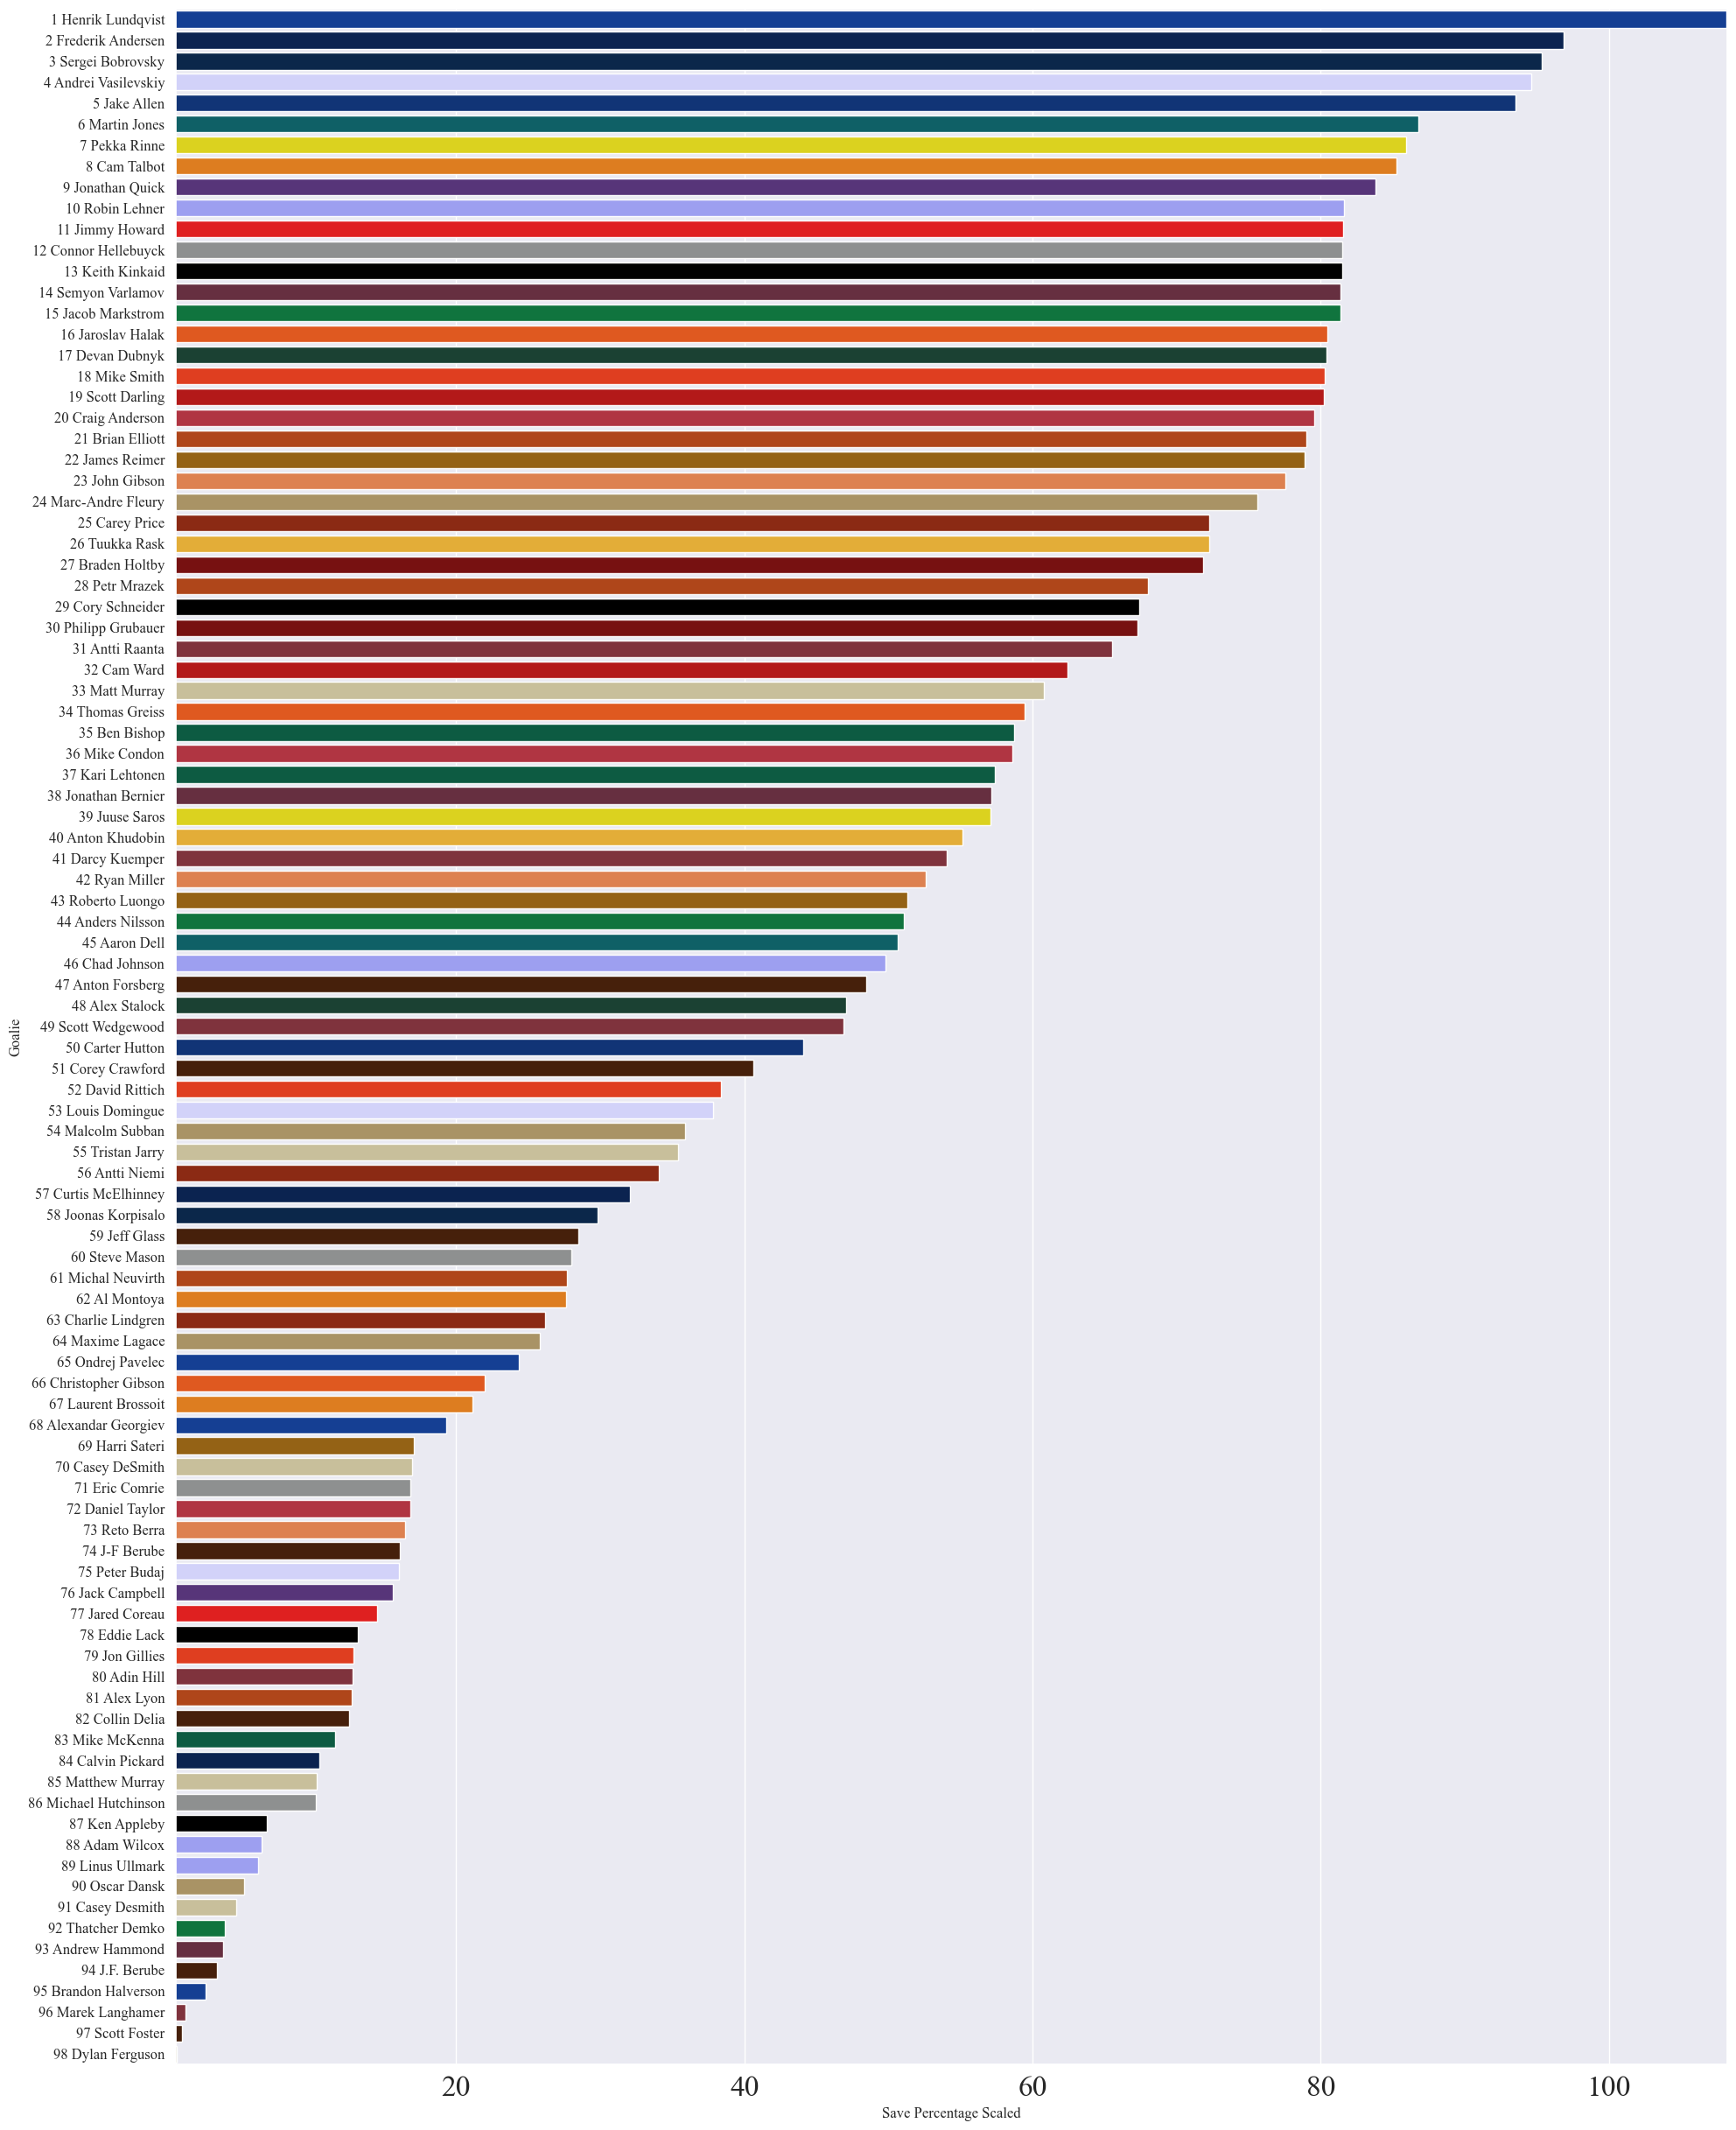 1 Henrik Lundqvist
2 Frederik Andersen
3 Sergei Bobrovsky
4 Andrei Vasilevskiy
5 Jake Allen
6 Martin Jones
7 Pekka Rinne
8 Cam Talbot
9 Jonathan Quick
10 Robin Lehner
11 Jimmy Howard
12 Connor Hellebuyck
13 Keith Kinkaid
14 Semyon Varlamov
15 Jacob Markstrom
16 Jaroslav Halak
17 Devan Dubnyk
18 Mike Smith
19 Scott Darling
20 Craig Anderson
21 Brian Elliott
22 James Reimer
23 John Gibson
24 Marc-Andre Fleury
25 Carey Price
26 Tuukka Rask
27 Braden Holtby
28 Petr Mrazek
29 Cory Schneider
30 Philipp Grubauer
31 Antti Raanta
32 Cam Ward
33 Matt Murray
34 Thomas Greiss
35 Ben Bishop
36 Mike Condon
37 Kari Lehtonen
38 Jonathan Bernier
39 Juuse Saros
40 Anton Khudobin
41 Darcy Kuemper
42 Ryan Miller
43 Roberto Luongo
44 Anders Nilsson
45 Aaron Dell
46 Chad Johnson
47 Anton Forsberg
48 Alex Stalock
49 Scott Wedgewood
50 Carter Hutton
51 Corey Crawford
52 David Rittich
53 Louis Domingue
54 Malcolm Subban
55 Tristan Jarry
56 Antti Niemi
57 Curtis McElhinney
58 Joonas Korpisalo
59 Jeff Glass
60 Steve Mason
61 Michal Neuvirth
62 Al Montoya
63 Charlie Lindgren
64 Maxime Lagace
65 Ondrej Pavelec
66 Christopher Gibson
67 Laurent Brossoit
68 Alexandar Georgiev
69 Harri Sateri
70 Casey DeSmith
71 Eric Comrie
72 Daniel Taylor
73 Reto Berra
74 J-F Berube
75 Peter Budaj
76 Jack Campbell
77 Jared Coreau
78 Eddie Lack
79 Jon Gillies
80 Adin Hill
81 Alex Lyon
82 Collin Delia
83 Mike McKenna
84 Calvin Pickard
85 Matthew Murray
86 Michael Hutchinson
87 Ken Appleby
88 Adam Wilcox
89 Linus Ullmark
90 Oscar Dansk
91 Casey Desmith
92 Thatcher Demko
93 Andrew Hammond
94 J.F. Berube
95 Brandon Halverson
96 Marek Langhamer
97 Scott Foster
98 Dylan Ferguson
Goalie
20 40 60 80 100
Save Percentage Scaled